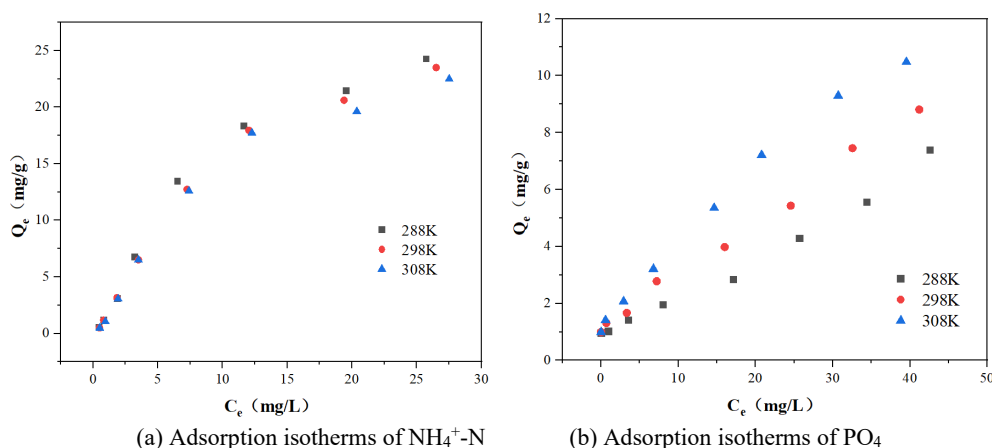 25
20
15
10
5
0
Qe（mg/g）
288K
298K
308K
0 5 10 15 20 25 30
Ce（mg/L）
(a) Adsorption isotherms of NH₄⁺-N
12
10
8
6
4
2
0
Qe（mg/g）
288K
298K
308K
0 10 20 30 40 50
Ce（mg/L）
(b) Adsorption isotherms of PO₄